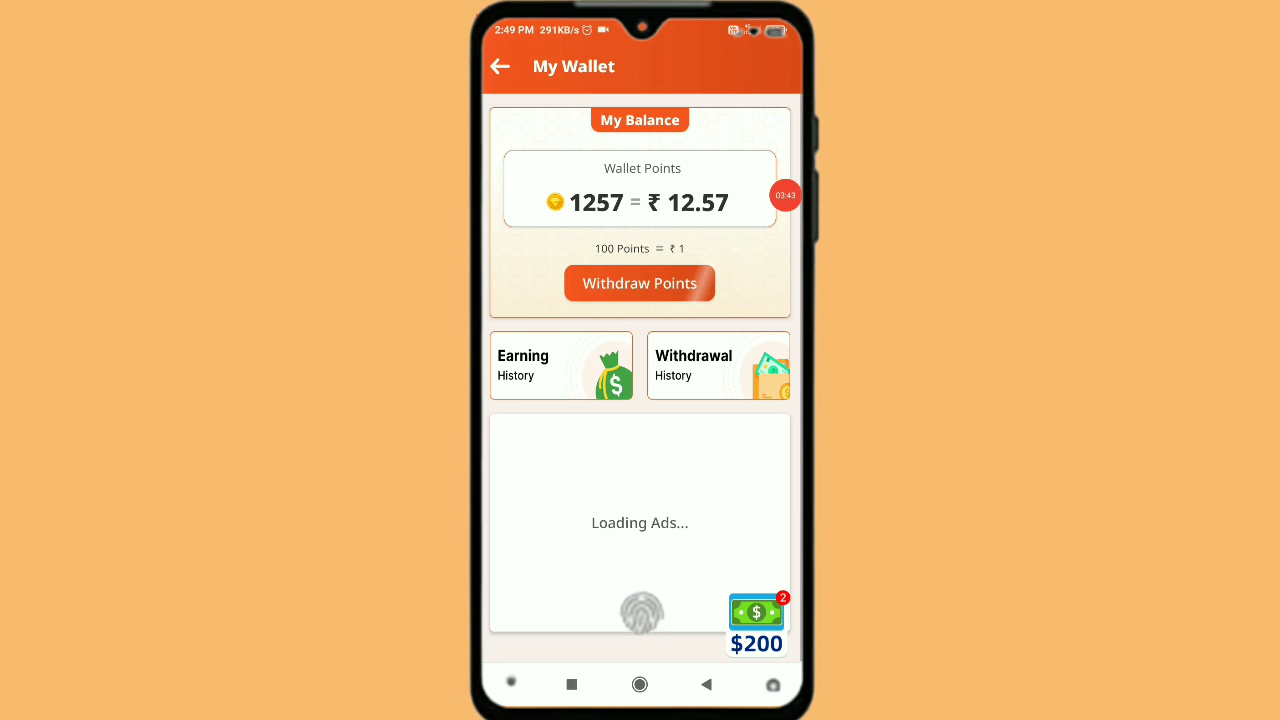 2:49 PM 291KB/s
My Wallet
My Balance
Wallet Points
1257 = ₹ 12.57
03:43
100 Points = ₹ 1
Withdraw Points
Earning
History
Withdrawal
History
Loading Ads...
2
$200